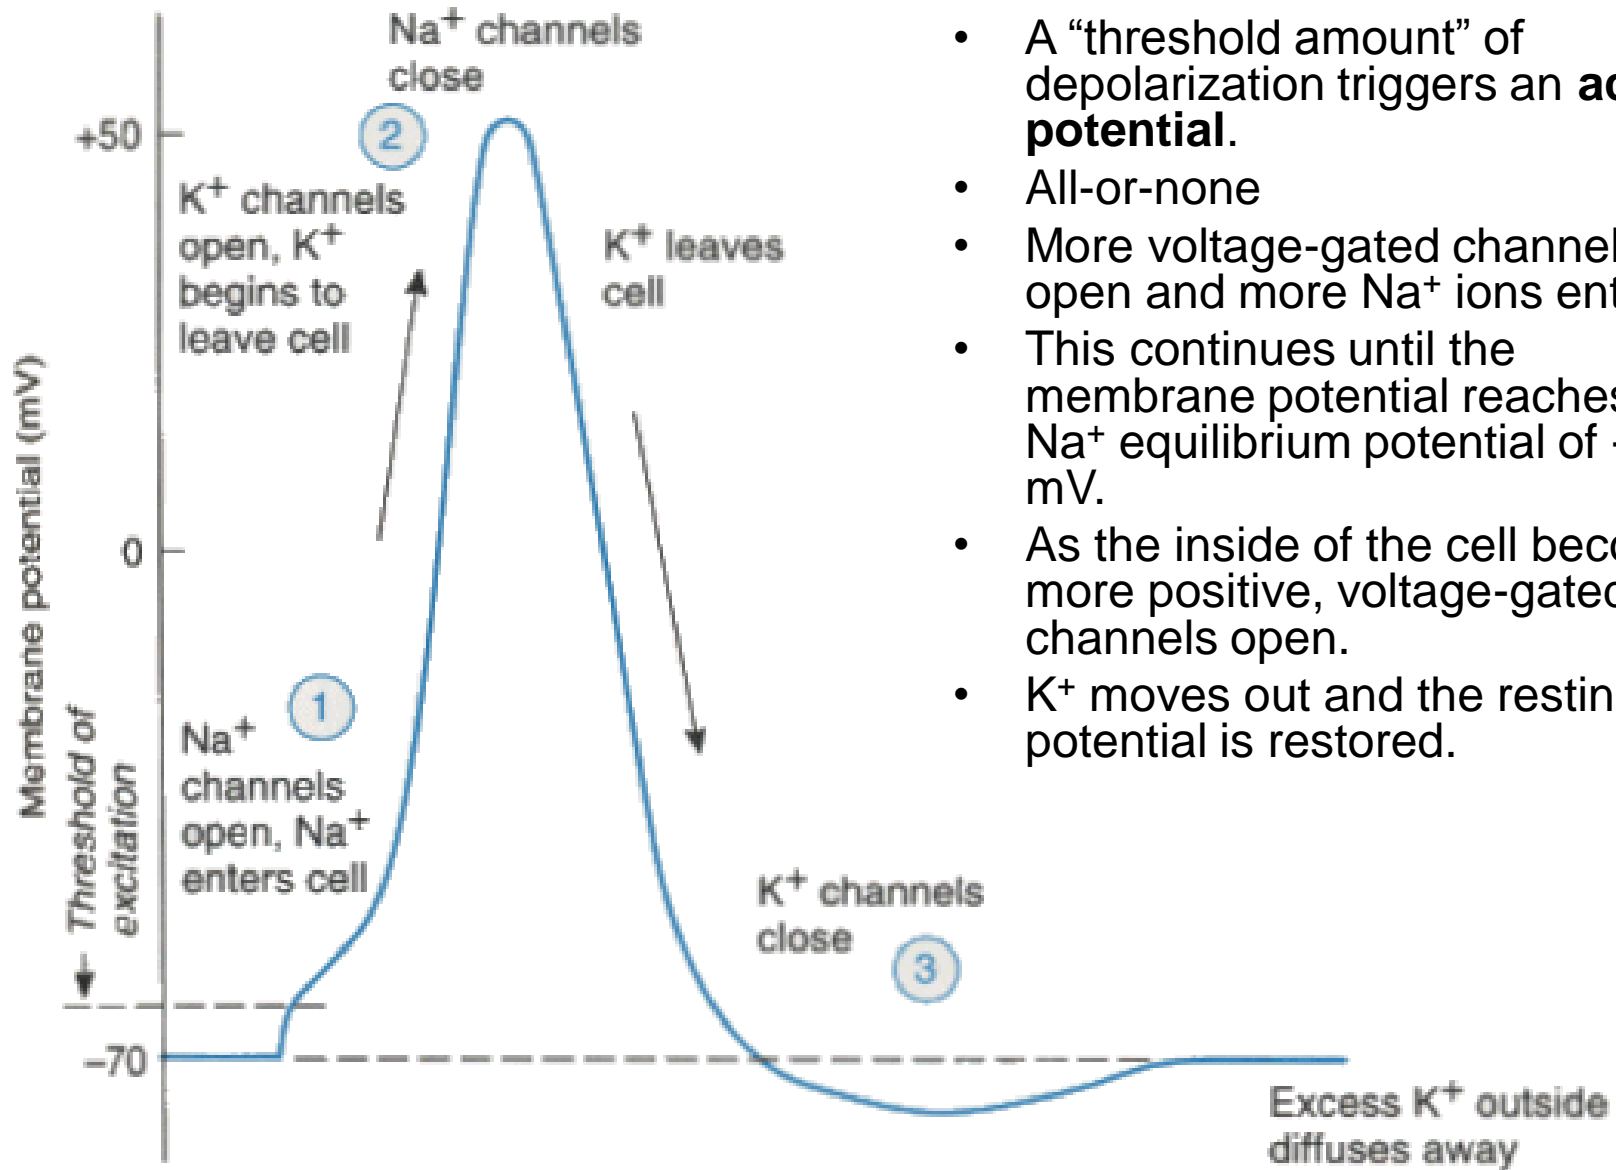 Na⁺ channels
close
2
+50
K⁺ channels
open, K⁺
begins to
leave cell
K⁺ leaves
cell
Membrane potential (mV)
0
1
Na⁺
channels
open, Na⁺
enters cell
Threshold of
excitation
K⁺ channels
close
3
–70
Excess K⁺ outside
diffuses away
• A “threshold amount” of
depolarization triggers an
potential.
• All-or-none
• More voltage-gated channel
open and more Na⁺ ions
• This continues until the
membrane potential reaches
Na⁺ equilibrium potential of
mV.
• As the inside of the cell
more positive, voltage-gated
channels open.
• K⁺ moves out and the
potential is restored.